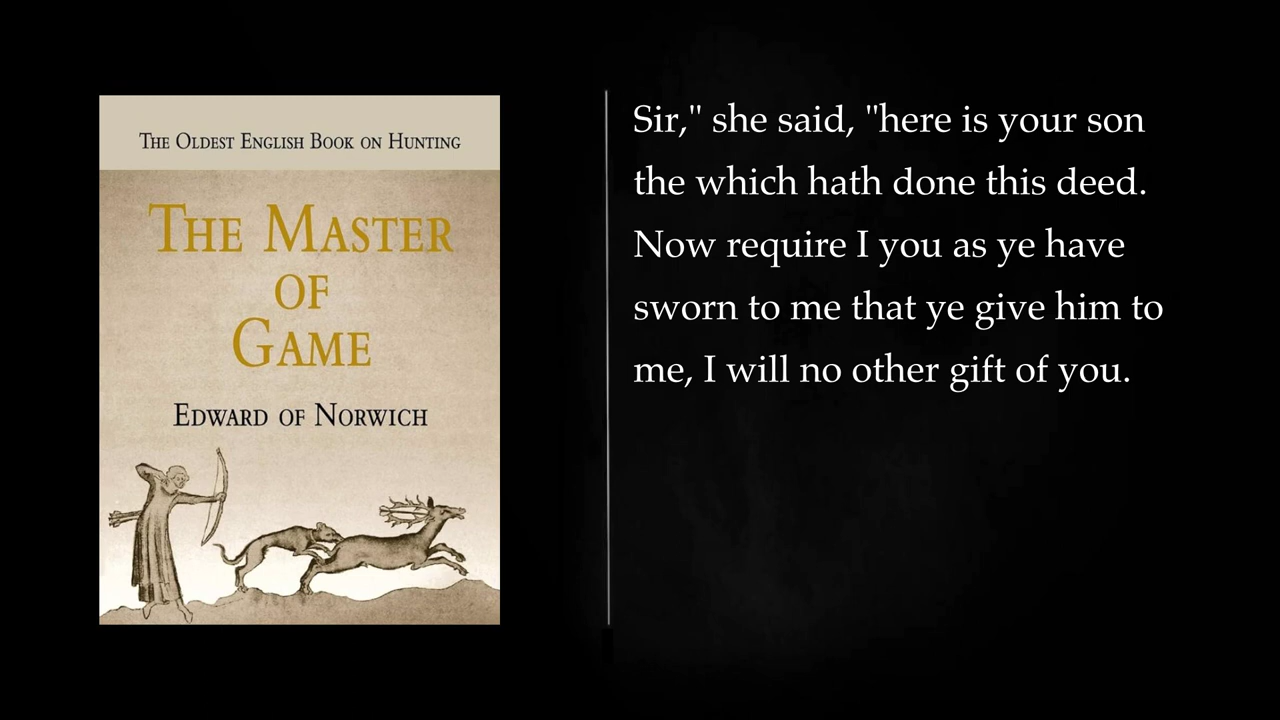 The Oldest English Book on Hunting
The Master
of
Game
Edward of Norwich
Sir," she said, "here is your son
the which hath done this deed.
Now require I you as ye have
sworn to me that ye give him to
me, I will no other gift of you.